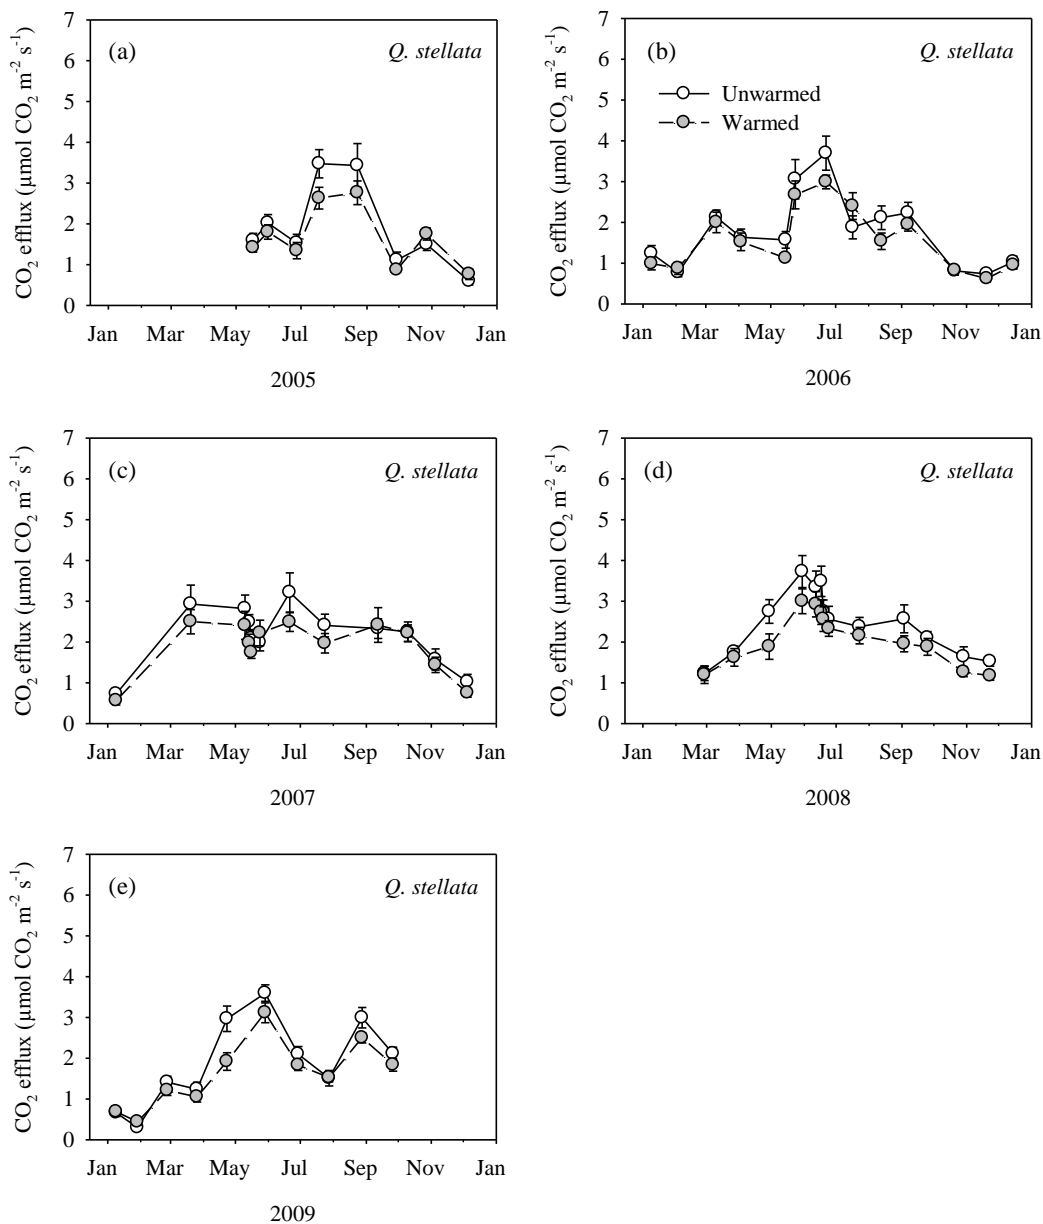 7
6
5
4
3
2
1
0
CO2 efflux (µmol CO2 m-2 s-1)
(a)
Q. stellata
Jan Mar May Jul Sep Nov Jan
2005
7
6
5
4
3
2
1
0
CO2 efflux (µmol CO2 m-2 s-1)
(b)
Q. stellata
Unwarmed
Warmed
Jan Mar May Jul Sep Nov Jan
2006
7
6
5
4
3
2
1
0
CO2 efflux (µmol CO2 m-2 s-1)
(c)
Q. stellata
Jan Mar May Jul Sep Nov Jan
2007
7
6
5
4
3
2
1
0
CO2 efflux (µmol CO2 m-2 s-1)
(d)
Q. stellata
Jan Mar May Jul Sep Nov Jan
2008
7
6
5
4
3
2
1
0
CO2 efflux (µmol CO2 m-2 s-1)
(e)
Q. stellata
Jan Mar May Jul Sep Nov Jan
2009